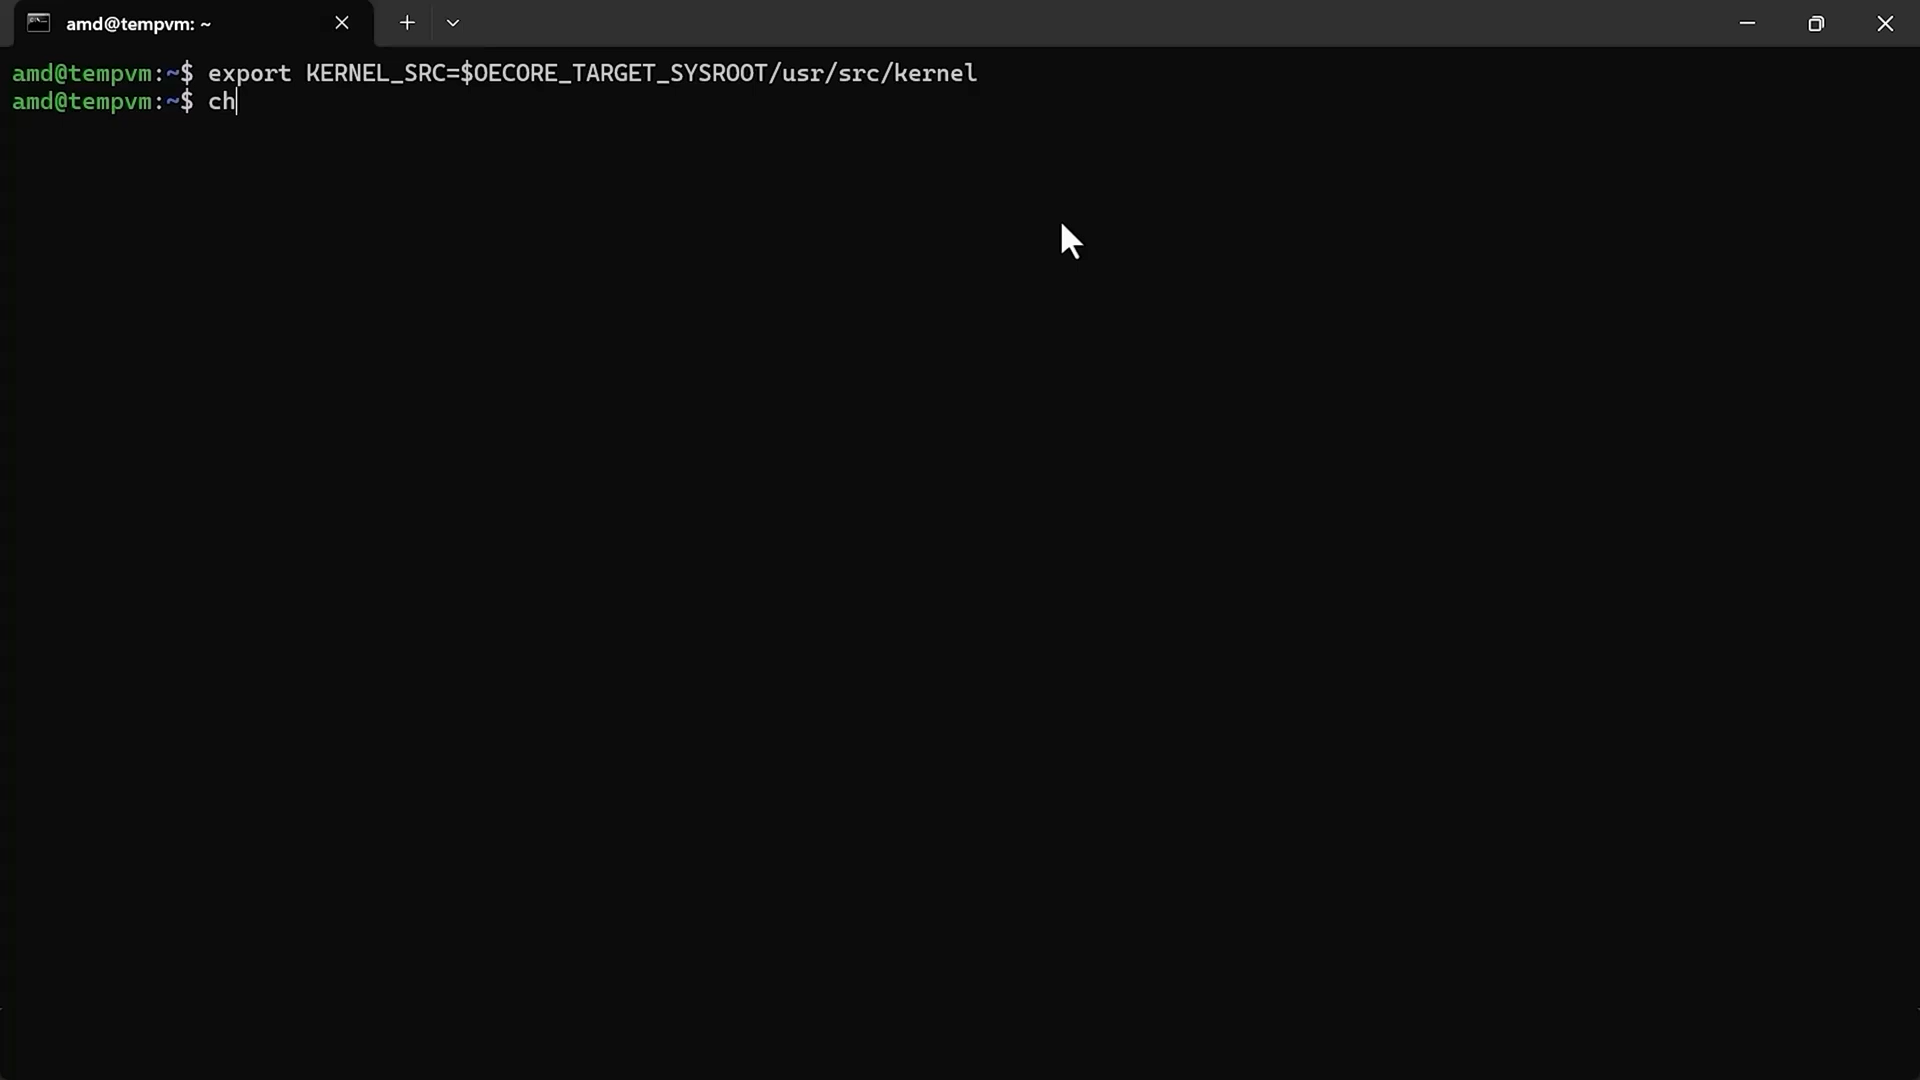 amd@tempvm: ~
amd@tempvm:~$ export KERNEL_SRC=$OECORE_TARGET_SYSROOT/usr/src/kernel
amd@tempvm:~$ ch